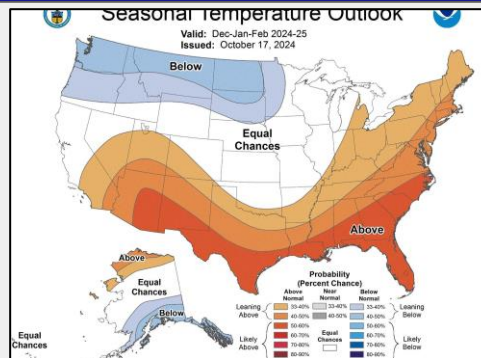 Seasonal Temperature Outlook
Valid: Dec-Jan-Feb 2024-25
Issued: October 17, 2024
Below
Equal
Chances
Above
Above
Equal
Chances
Below
Equal
Chances
Probability
(Percent Chance)
Above
Normal
Near
Normal
Below
Normal
Leaning
Above
33-40%
33-40%
33-40%
Leaning
Below
40-50%
40-50%
40-50%
50-60%
50-60%
Likely
Above
60-70%
Equal
Chances
60-70%
Likely
Below
70-80%
70-80%
80-90%
80-90%